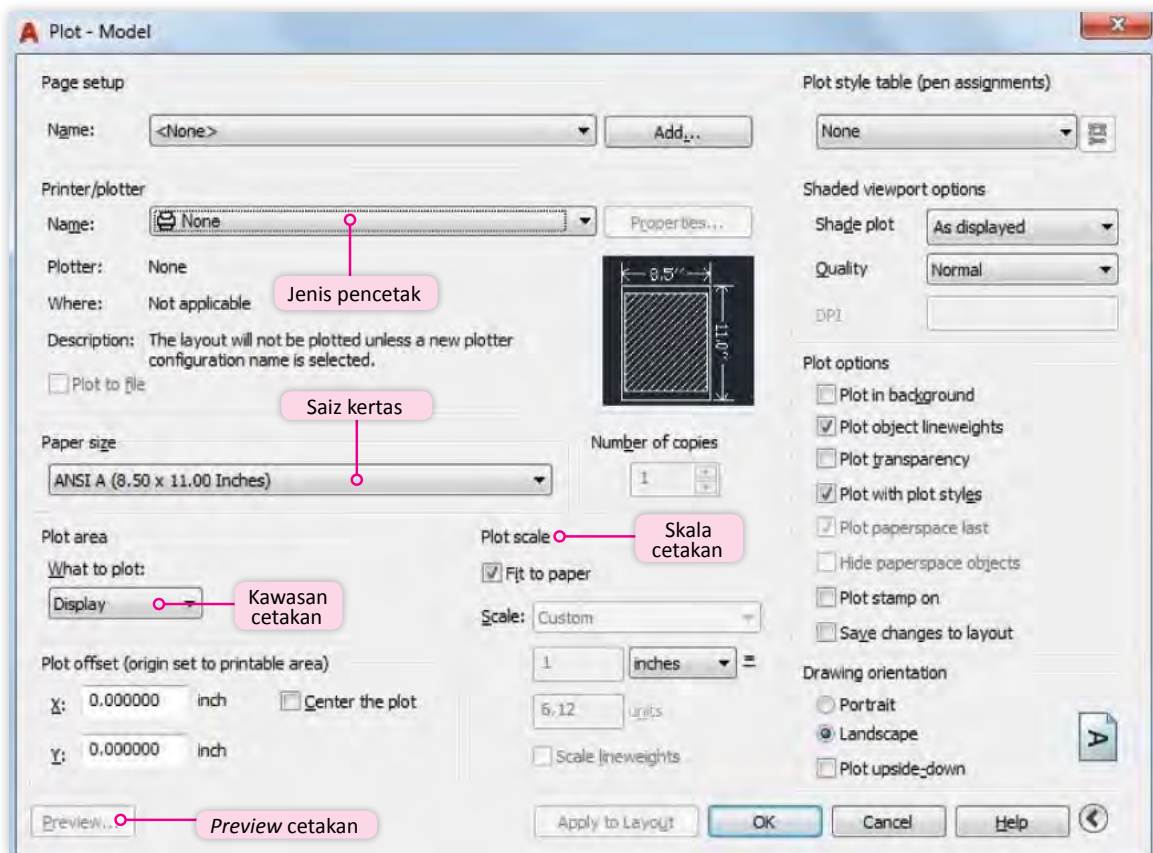 Plot - Model
Page setup
Name: <None> Add...
Printer/plotter
Name: None Properties...
Jenis pencetak
Plotter: None
Where: Not applicable
Description: The layout will not be plotted unless a new plotter
configuration name is selected.
Plot to file
8.5''
11.0''
Saiz kertas
Paper size
ANSI A (8.50 x 11.00 Inches)
Number of copies
1
Plot area
What to plot:
Display
Kawasan
cetakan
Plot scale
Skala
cetakan
Fit to paper
Scale: Custom
1 inches =
6.12 units
Scale lineweights
Plot offset (origin set to printable area)
X: 0.000000 inch Center the plot
Y: 0.000000 inch
Preview...
Preview cetakan
Plot style table (pen assignments)
None
Shaded viewport options
Shade plot As displayed
Quality Normal
DPI
Plot options
Plot in background
Plot object lineweights
Plot transparency
Plot with plot styles
Plot paperspace last
Hide paperspace objects
Plot stamp on
Save changes to layout
Drawing orientation
Portrait
Landscape
Plot upside-down
A
Apply to Layout OK Cancel Help